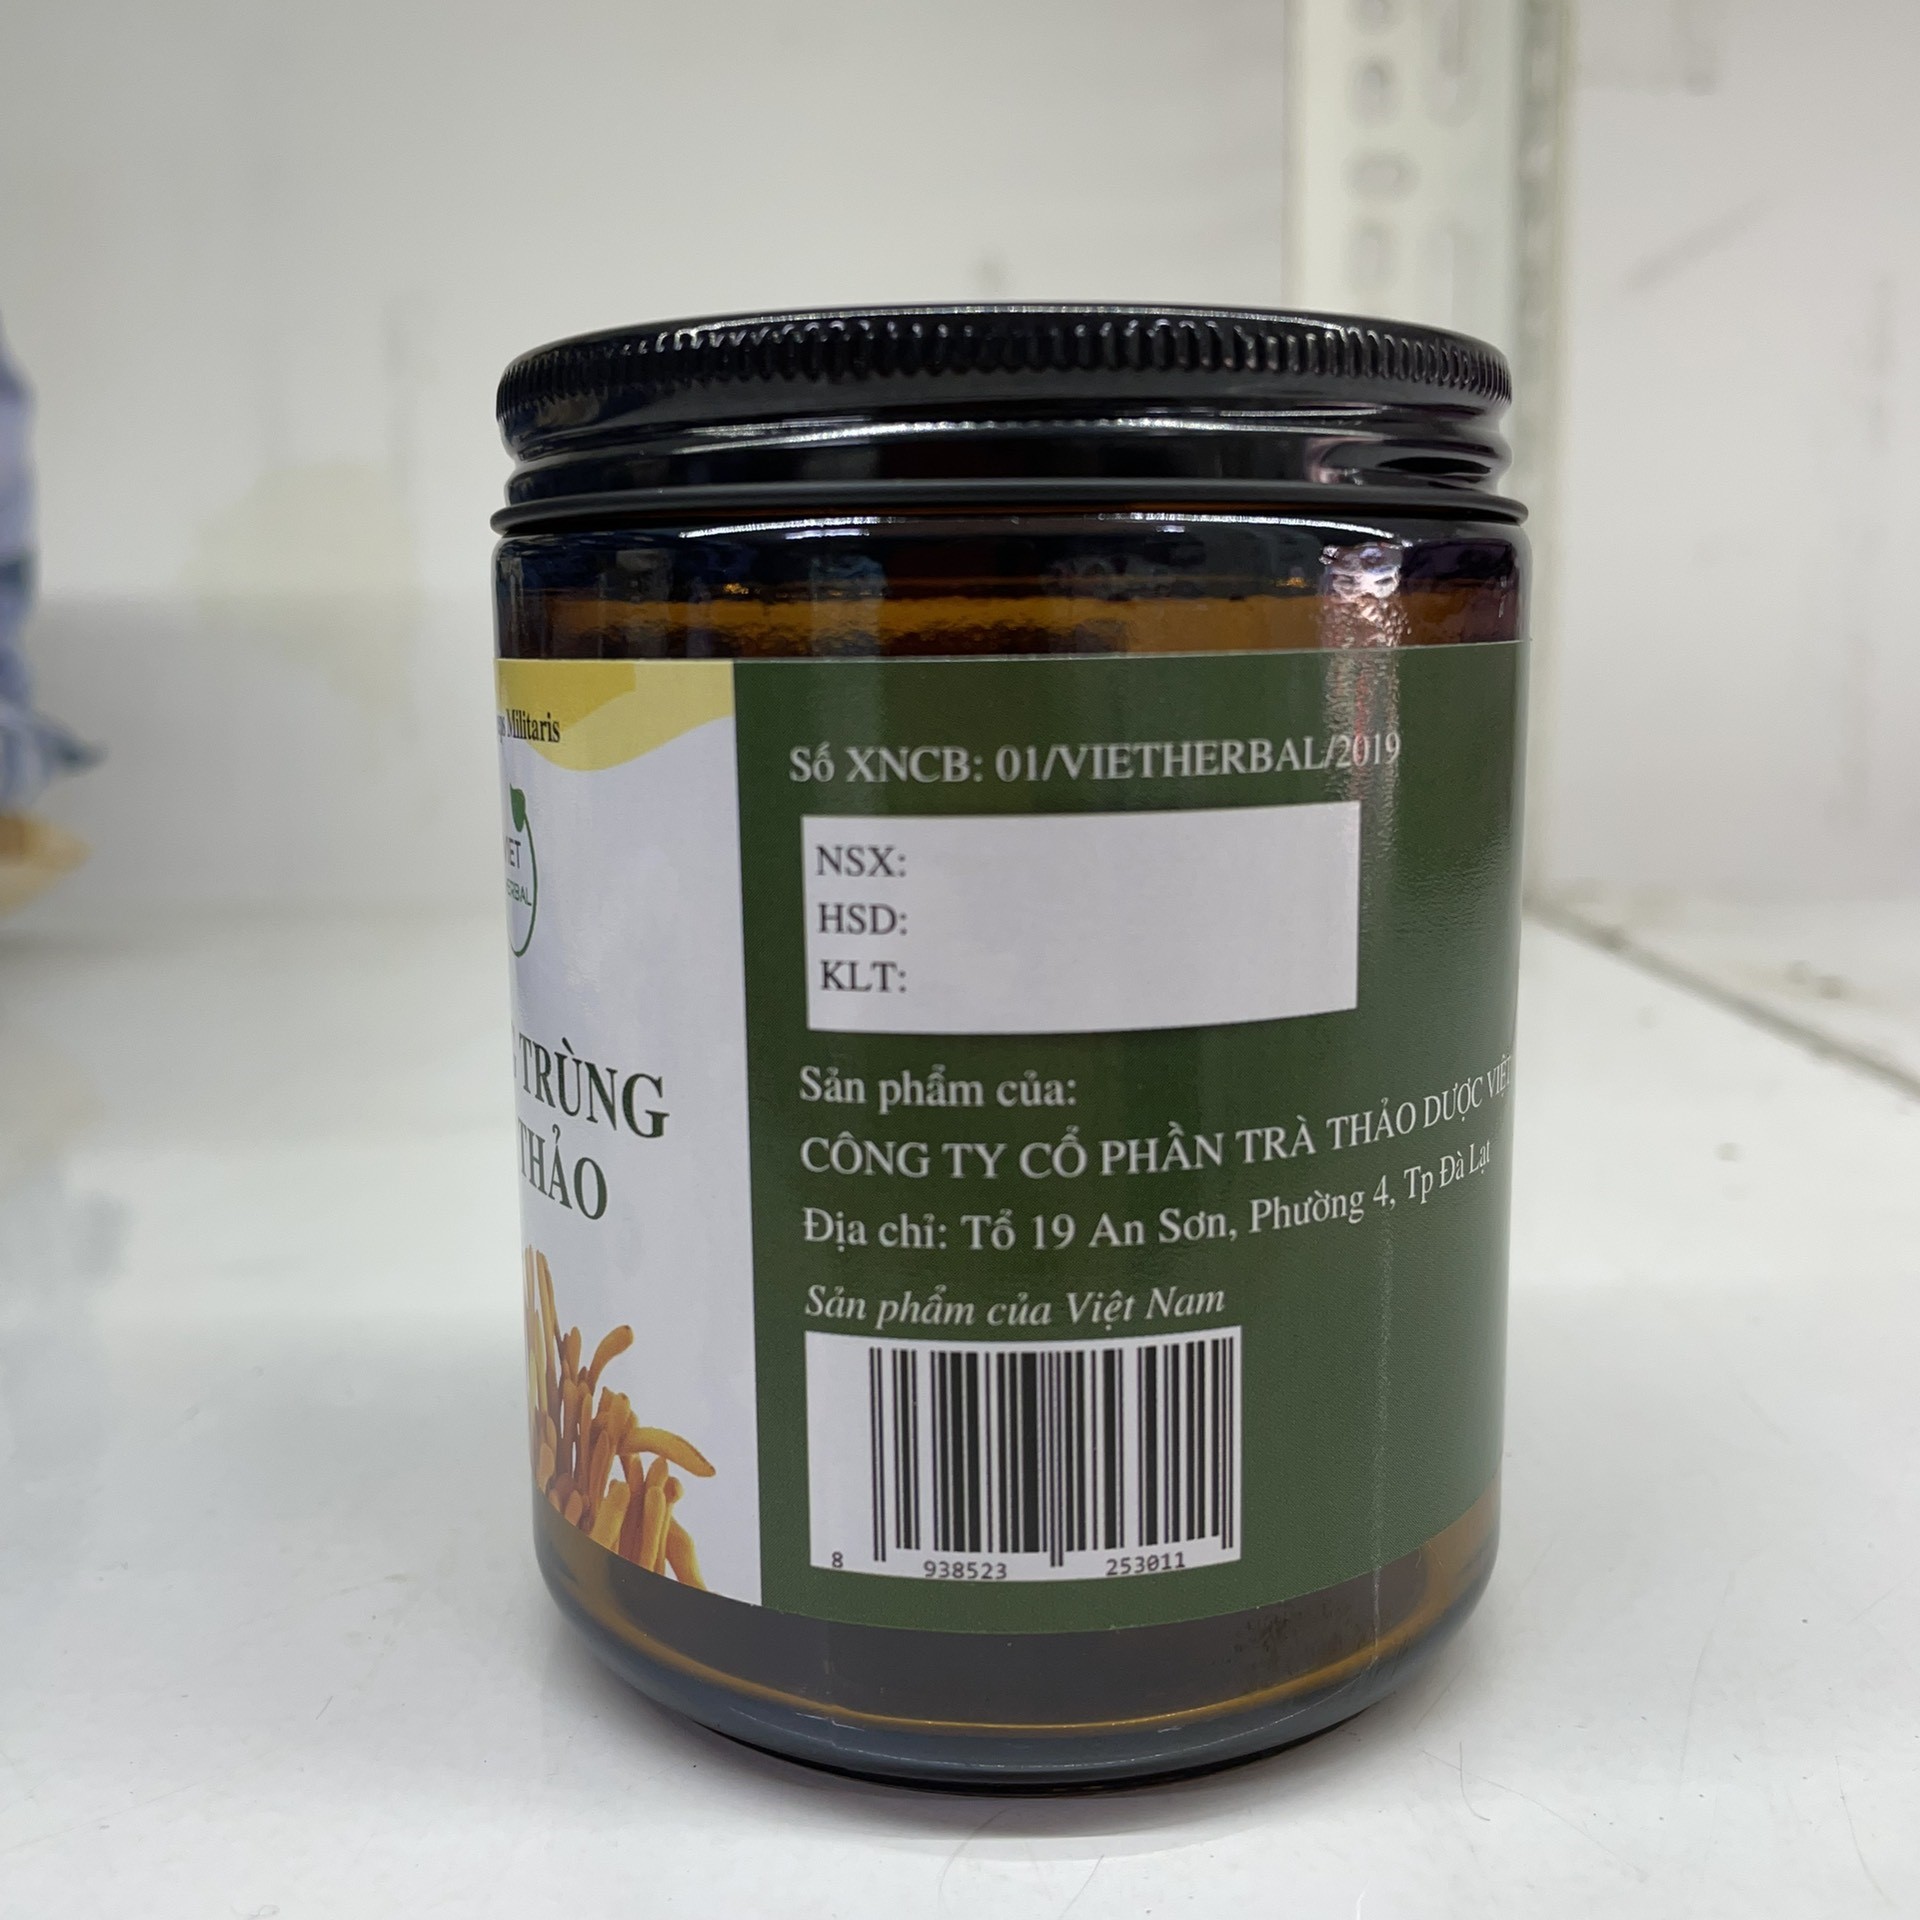 Militaris
TRÙNG
THẢO
Số XNCB: 01/VIETHERBAL/2019
NSX:
HSD:
KLT:
Sản phẩm của:
CÔNG TY CỔ PHẦN TRÀ THẢO DƯỢC VIỆT
Địa chỉ: Tổ 19 An Sơn, Phường 4, Tp Đà Lạt
Sản phẩm của Việt Nam
8 938523 253011